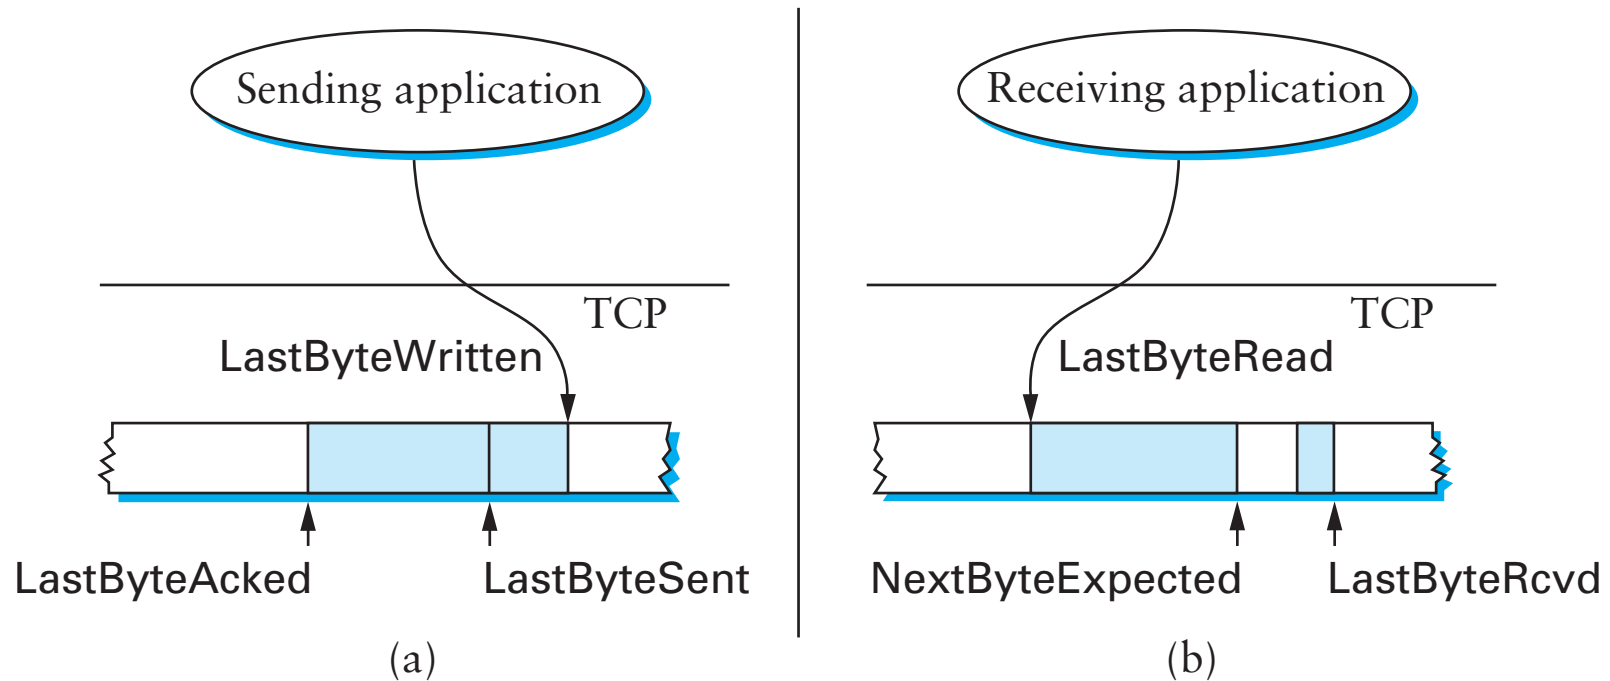 Sending application
TCP
LastByteWritten
LastByteAcked
LastByteSent
(a)
Receiving application
TCP
LastByteRead
NextByteExpected
LastByteRcvd
(b)